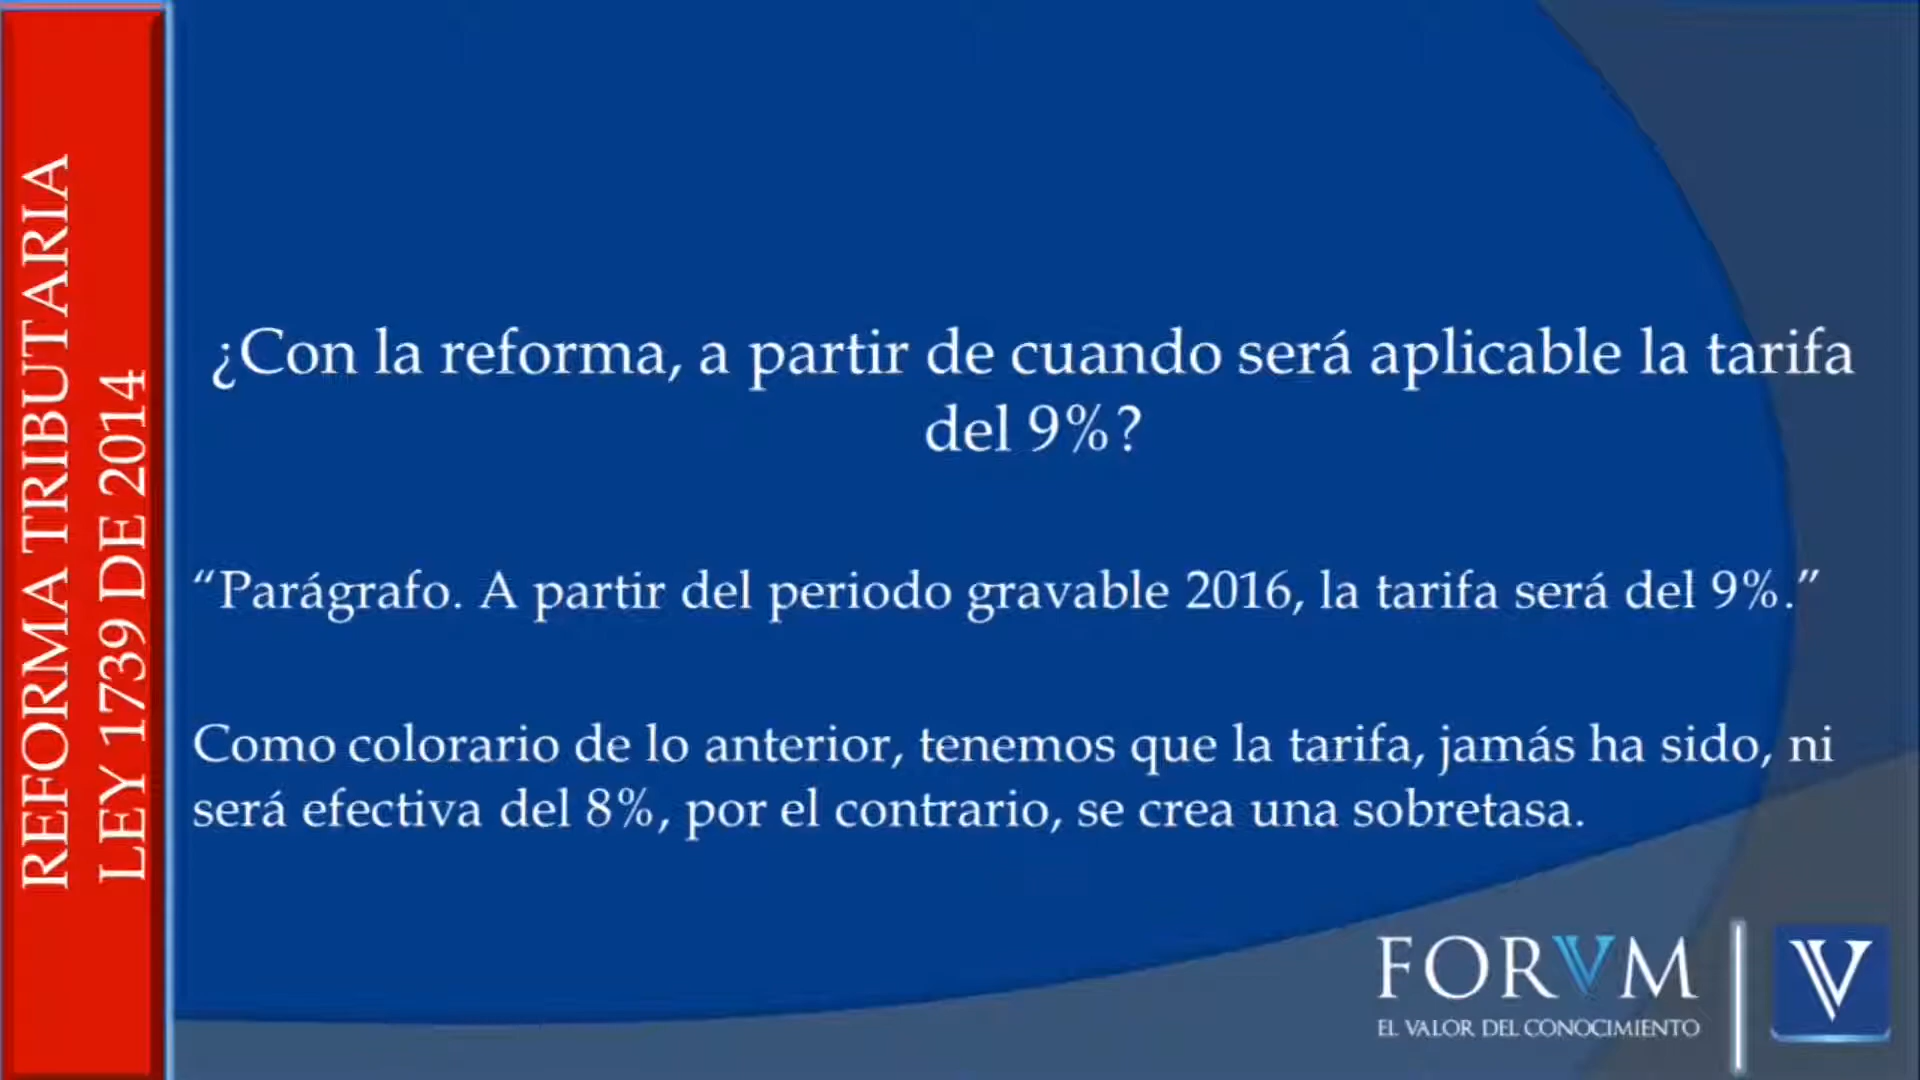 REFORMA TRIBUTARIA
LEY 1739 DE 2014
¿Con la reforma, a partir de cuando será aplicable la tarifa
del 9%?
“Parágrafo. A partir del periodo gravable 2016, la tarifa será del 9%.”
Como colorario de lo anterior, tenemos que la tarifa, jamás ha sido, ni
será efectiva del 8%, por el contrario, se crea una sobretasa.
FORVM
EL VALOR DEL CONOCIMIENTO
V